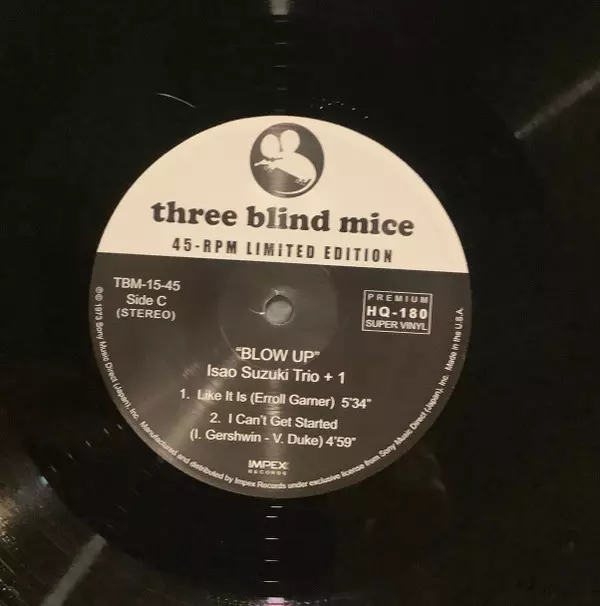 three blind mice
45-RPM LIMITED EDITION
TBM-15-45
Side C
(STEREO)
PREMIUM
HQ-180
SUPER VINYL
"BLOW UP"
Isao Suzuki Trio + 1
1. Like It Is (Erroll Garner) 5'34"
2. I Can't Get Started
(I. Gershwin - V. Duke) 4'59"
IMPEX
RECORDS
℗ © 1973 Sony Music Direct (Japan), Inc. Manufactured and distributed by Impex Records under exclusive license from Sony Music Direct (Japan), Inc. Made in the U.S.A.